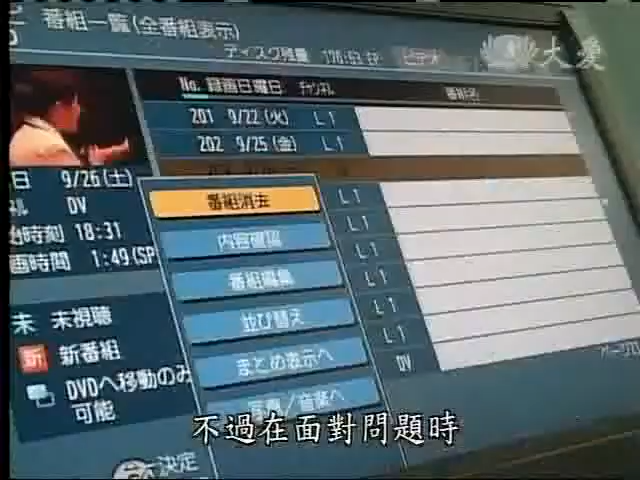 番組一覧(全番組表示)
ディスク残量
ビデオ
大愛
No. 録画日曜日 チャンネル 番組名
201 9/22(火) L1
202 9/25(金) L1
日 9/26(土)
DV
18:31
画時間 1:49(SP
番組消去
内容確認
番組編集
並び替え
まとめ表示へ
写真/音楽へ
L1
L1
L1
L1
L1
L1
DV
未 未視聴
新 新番組
DVDへ移動のみ
可能
決定
不過在面對問題時